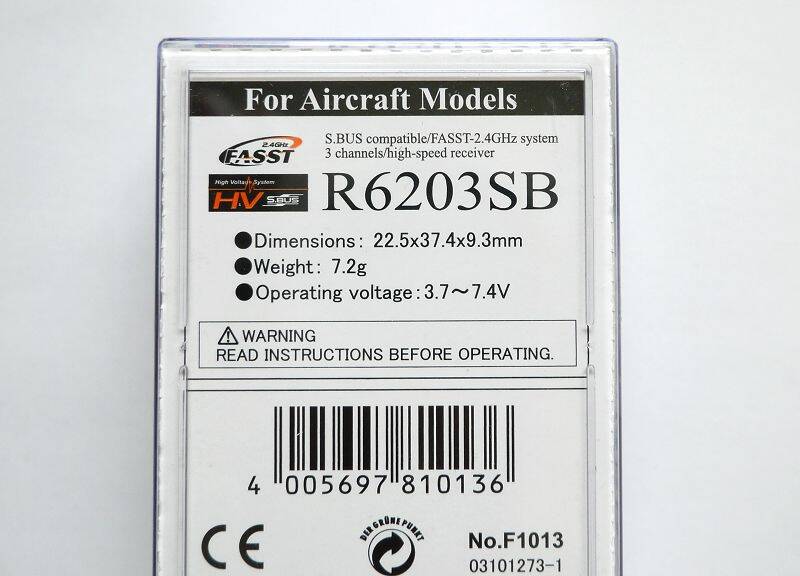 For Aircraft Models
2.4GHz
FASST
S.BUS compatible/FASST-2.4GHz system
3 channels/high-speed receiver
High Voltage System
HV S.BUS
R6203SB
●Dimensions: 22.5x37.4x9.3mm
●Weight: 7.2g
●Operating voltage:3.7～7.4V
⚠WARNING
READ INSTRUCTIONS BEFORE OPERATING.
4 005697 810136
CE
DER GRÜNE PUNKT
No.F1013
03101273-1